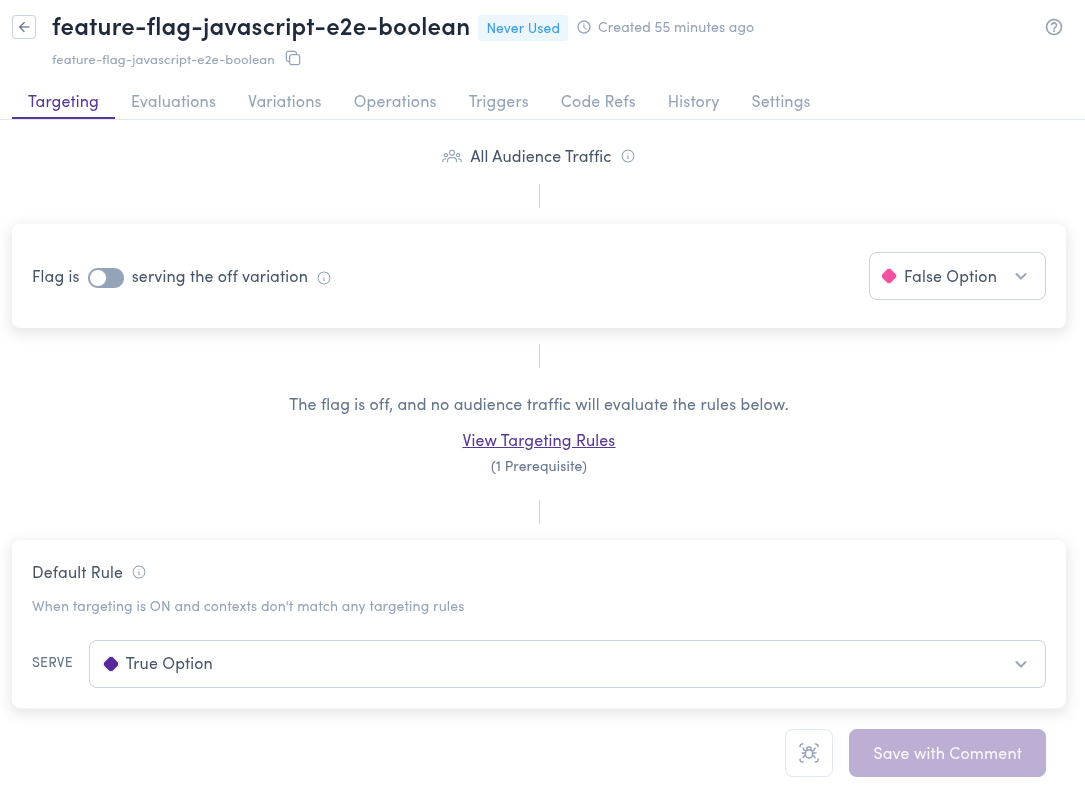 feature-flag-javascript-e2e-boolean Never Used Created 55 minutes ago
feature-flag-javascript-e2e-boolean
Targeting Evaluations Variations Operations Triggers Code Refs History Settings
All Audience Traffic
Flag is serving the off variation False Option
The flag is off, and no audience traffic will evaluate the rules below.
View Targeting Rules
(1 Prerequisite)
Default Rule
When targeting is ON and contexts don't match any targeting rules
SERVE True Option
Save with Comment